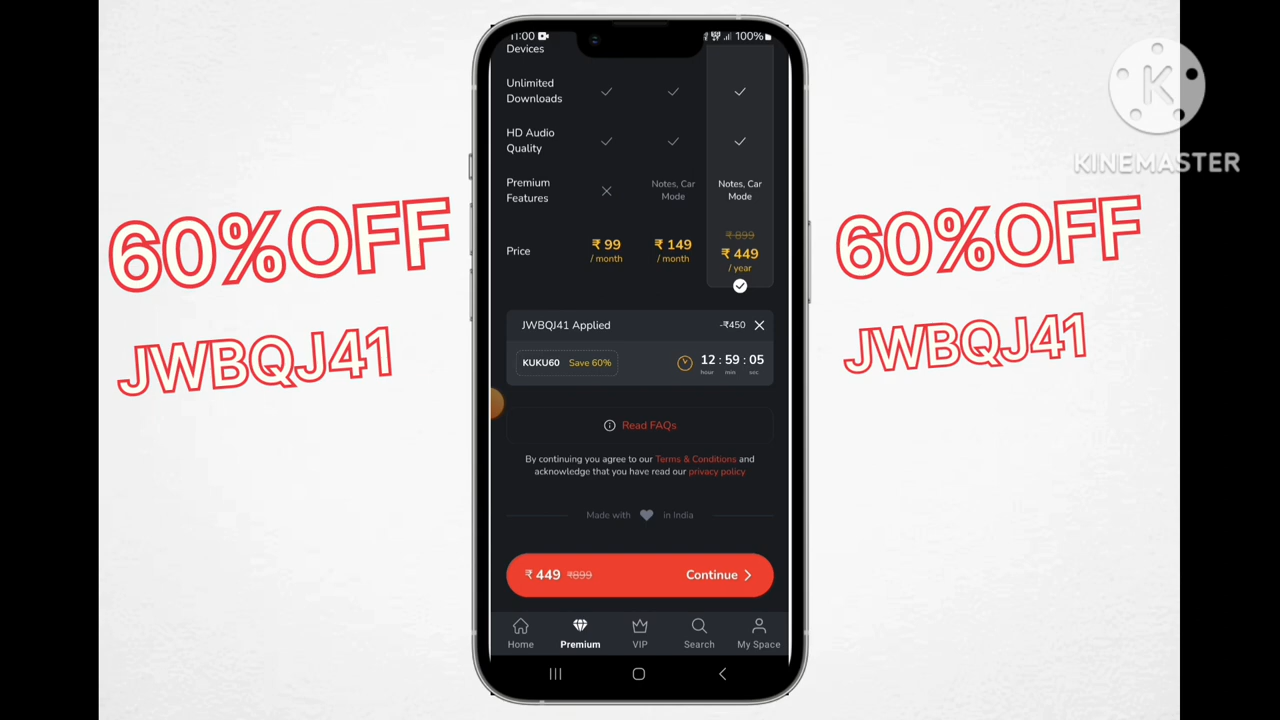 11:00 100%
Devices
Unlimited
Downloads
HD Audio
Quality
Premium
Features
Notes, Car
Mode
Notes, Car
Mode
Price
₹ 99
/ month
₹ 149
/ month
₹ 899
₹ 449
/ year
JWBQJ41 Applied -₹450
KUKU60 Save 60% 12 : 59 : 05
hour min sec
Read FAQs
By continuing you agree to our Terms & Conditions and
acknowledge that you have read our privacy policy
Made with in India
₹ 449 ₹899 Continue
Home Premium VIP Search My Space
60%OFF
JWBQJ41
60%OFF
JWBQJ41
K
KINEMASTER